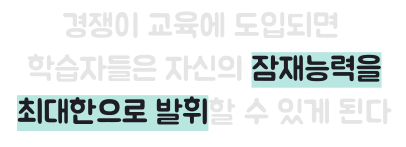 경쟁이 교육에 도입되면
학습자들은 자신의 잠재능력을
최대한으로 발휘할 수 있게 된다